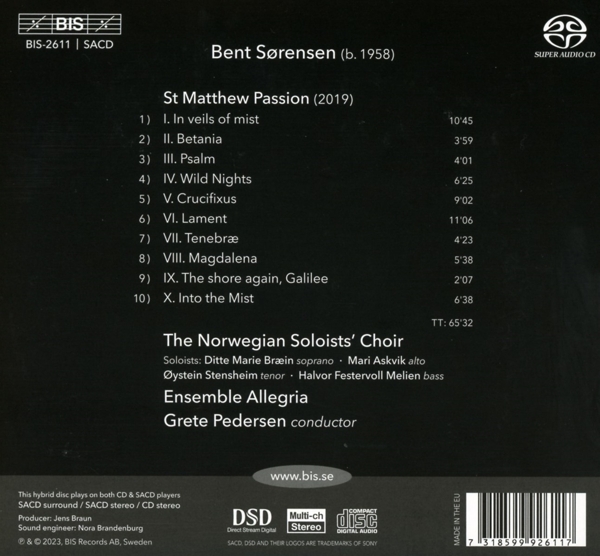 BIS
BIS-2611 | SACD
SUPER AUDIO CD
Bent Sørensen (b. 1958)
St Matthew Passion (2019)
1) I. In veils of mist 10'45
2) II. Betania 3'59
3) III. Psalm 4'01
4) IV. Wild Nights 6'25
5) V. Crucifixus 9'02
6) VI. Lament 11'06
7) VII. Tenebræ 4'23
8) VIII. Magdalena 5'38
9) IX. The shore again, Galilee 2'07
10) X. Into the Mist 6'38
TT: 65'32
The Norwegian Soloists' Choir
Soloists: Ditte Marie Bræin soprano · Mari Askvik alto
Øystein Stensheim tenor · Halvor Festervoll Melien bass
Ensemble Allegria
Grete Pedersen conductor
www.bis.se
This hybrid disc plays on both CD & SACD players
SACD surround / SACD stereo / CD stereo
Producer: Jens Braun
Sound engineer: Nora Brandenburg
℗ & © 2023, BIS Records AB, Sweden
DSD
Direct Stream Digital
Multi-ch
Stereo
COMPACT
disc
DIGITAL AUDIO
SACD, DSD AND THEIR LOGOS ARE TRADEMARKS OF SONY
MADE IN THE EU
7 318599 926117